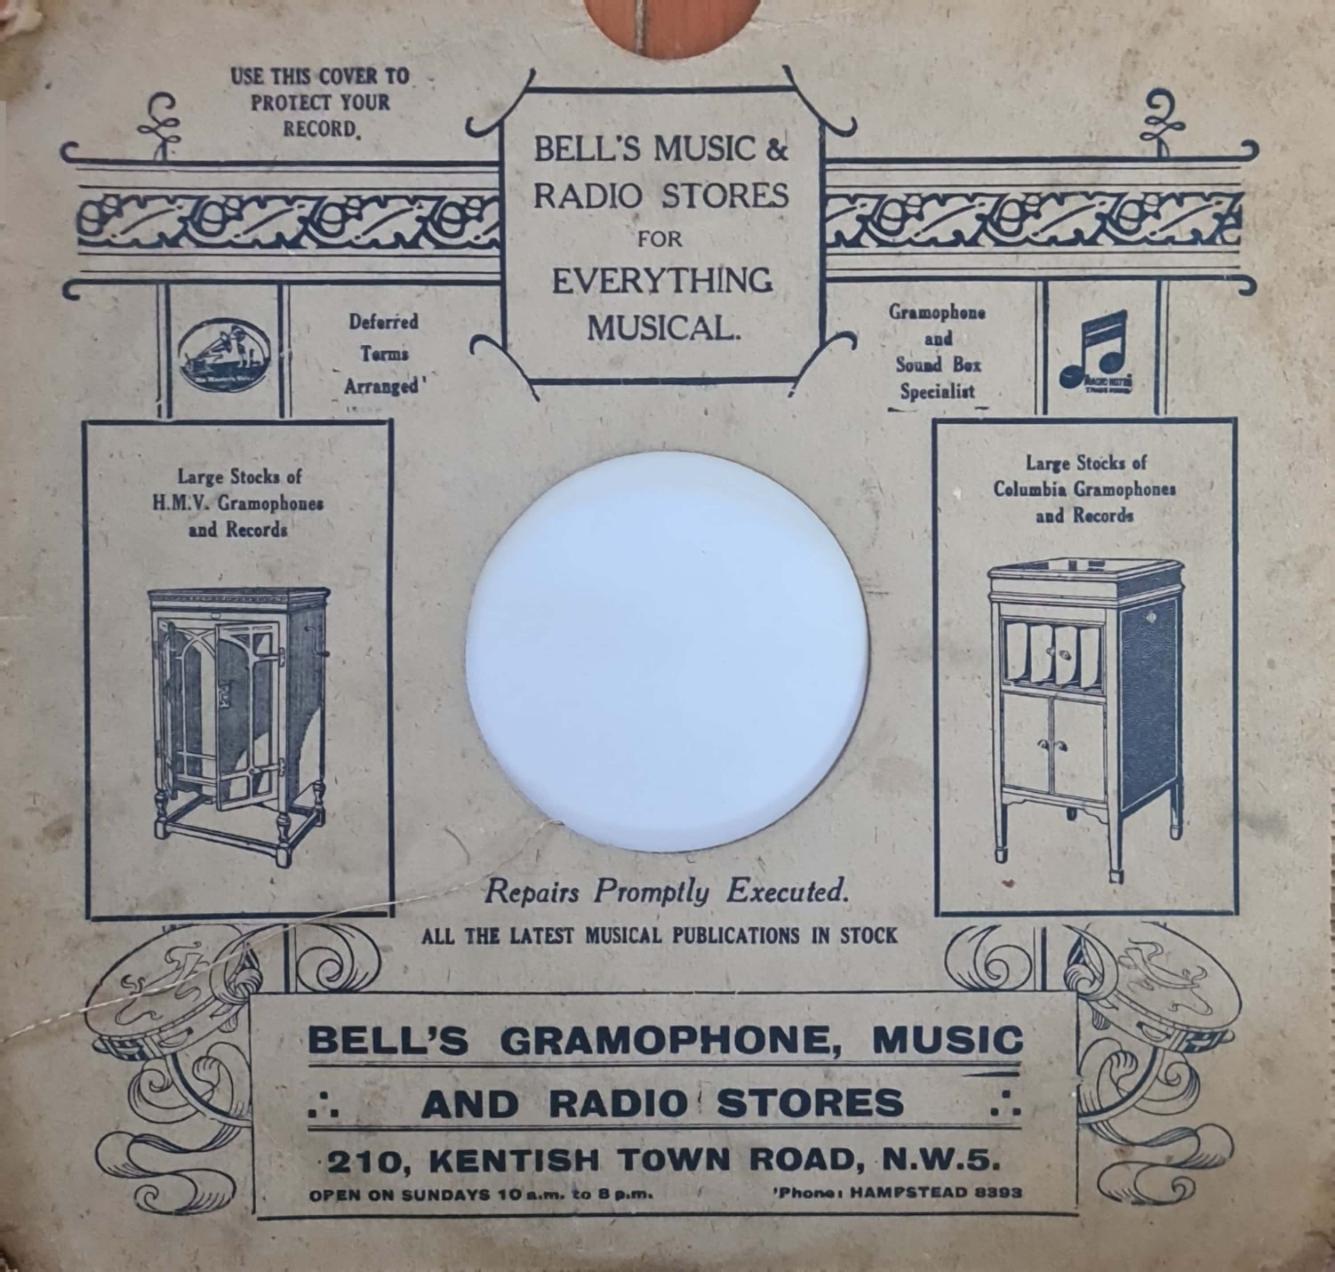 USE THIS COVER TO
PROTECT YOUR
RECORD.
BELL'S MUSIC &
RADIO STORES
FOR
EVERYTHING
MUSICAL.
Deferred
Terms
Arranged
Gramophone
and
Sound Box
Specialist
Large Stocks of
H.M.V. Gramophones
and Records
Large Stocks of
Columbia Gramophones
and Records
Repairs Promptly Executed.
ALL THE LATEST MUSICAL PUBLICATIONS IN STOCK
BELL'S GRAMOPHONE, MUSIC
AND RADIO STORES
210, KENTISH TOWN ROAD, N.W.5.
OPEN ON SUNDAYS 10 a.m. to 8 p.m. 'Phone: HAMPSTEAD 8393